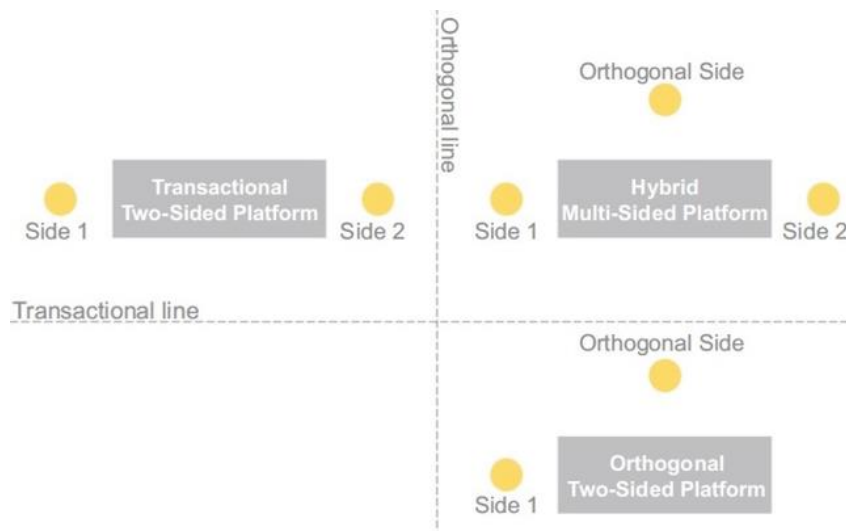 Orthogonal line
Orthogonal Side
Transactional
Two-Sided Platform
Side 1
Side 2
Hybrid
Multi-Sided Platform
Side 1
Side 2
Transactional line
Orthogonal Side
Orthogonal
Two-Sided Platform
Side 1